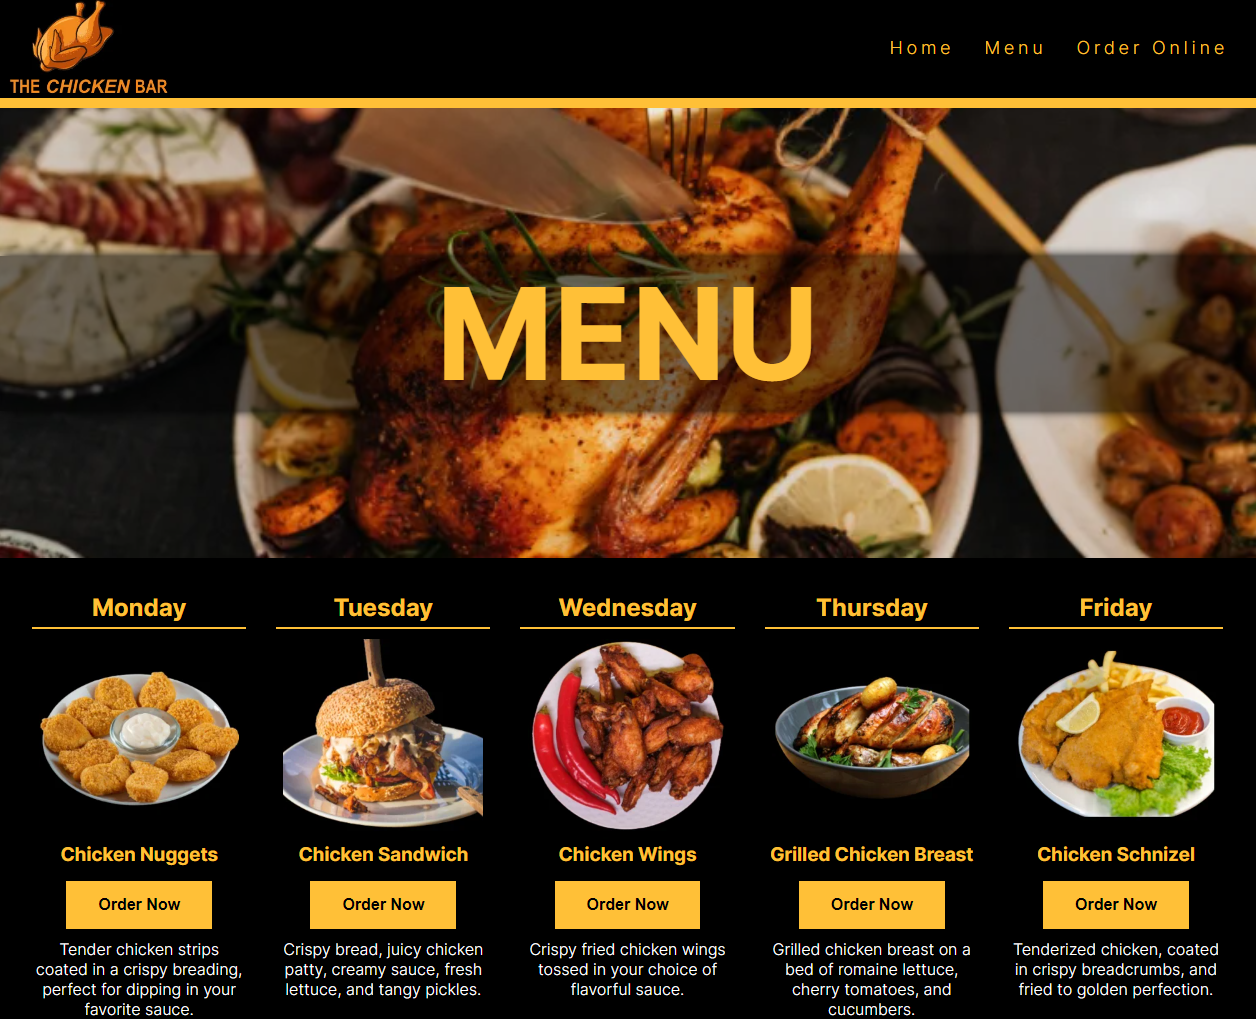 THE CHICKEN BAR
Home Menu Order Online
MENU
Monday
Chicken Nuggets
Order Now
Tender chicken strips
coated in a crispy breading,
perfect for dipping in your
favorite sauce.
Tuesday
Chicken Sandwich
Order Now
Crispy bread, juicy chicken
patty, creamy sauce, fresh
lettuce, and tangy pickles.
Wednesday
Chicken Wings
Order Now
Crispy fried chicken wings
tossed in your choice of
flavorful sauce.
Thursday
Grilled Chicken Breast
Order Now
Grilled chicken breast on a
bed of romaine lettuce,
cherry tomatoes, and
cucumbers.
Friday
Chicken Schnizel
Order Now
Tenderized chicken, coated
in crispy breadcrumbs, and
fried to golden perfection.